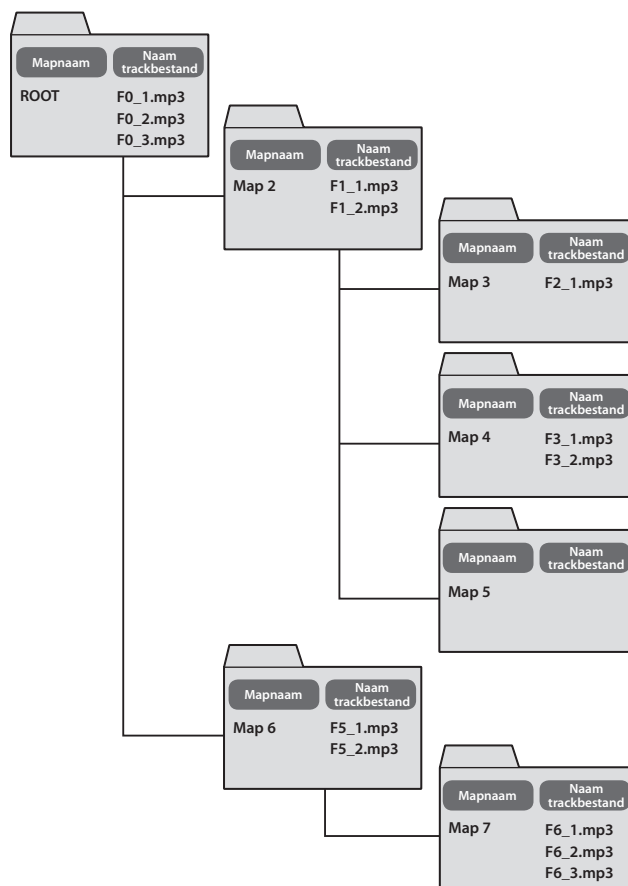 Mapnaam Naam trackbestand
ROOT F0_1.mp3
F0_2.mp3
F0_3.mp3
Mapnaam Naam trackbestand
Map 2 F1_1.mp3
F1_2.mp3
Mapnaam Naam trackbestand
Map 3 F2_1.mp3
Mapnaam Naam trackbestand
Map 4 F3_1.mp3
F3_2.mp3
Mapnaam Naam trackbestand
Map 5
Mapnaam Naam trackbestand
Map 6 F5_1.mp3
F5_2.mp3
Mapnaam Naam trackbestand
Map 7 F6_1.mp3
F6_2.mp3
F6_3.mp3